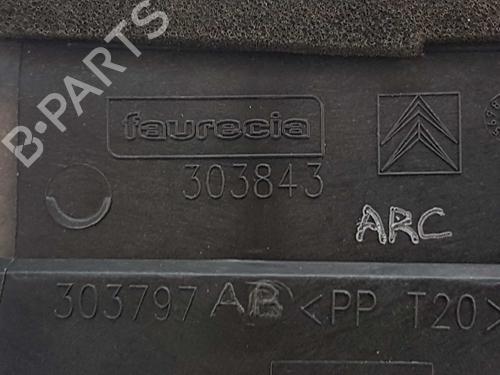 B-PARTS
faurecia
303843
ARC
303797 AB <PP T20>